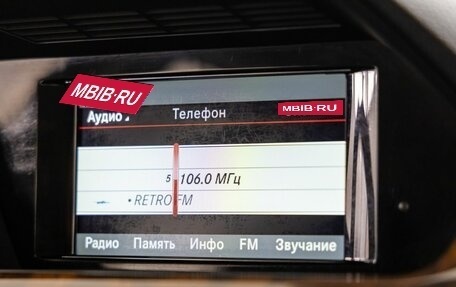 MBIB.RU
Аудио Телефон MBIB.RU
5 106.0 МГц
• RETRO FM
Радио Память Инфо FM Звучание